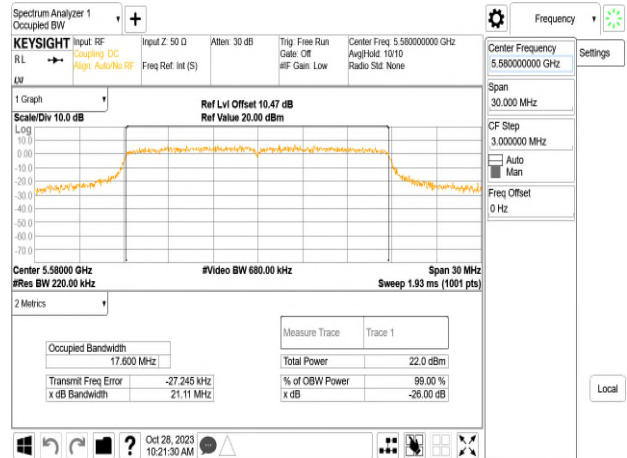 Spectrum Analyzer 1
Occupied BW
+
Frequency
KEYSIGHT
RL
LXI
Input: RF
Coupling: DC
Align: Auto/No RF
Input Z: 50 Ω
Freq Ref: Int (S)
Atten: 30 dB
Trig: Free Run
Gate: Off
#IF Gain: Low
Center Freq: 5.580000000 GHz
Avg|Hold: 10/10
Radio Std: None
Center Frequency
5.580000000 GHz
Settings
Span
30.000 MHz
CF Step
3.000000 MHz
Auto
Man
Freq Offset
0 Hz
Local
1 Graph
Scale/Div 10.0 dB
Ref Lvl Offset 10.47 dB
Ref Value 20.00 dBm
Log
10.0
0.00
-10.0
-20.0
-30.0
-40.0
-50.0
-60.0
-70.0
Center 5.58000 GHz
#Video BW 680.00 kHz
Span 30 MHz
#Res BW 220.00 kHz
Sweep 1.93 ms (1001 pts)
2 Metrics
Measure Trace Trace 1
Occupied Bandwidth
17.600 MHz
Total Power 22.0 dBm
Transmit Freq Error -27.245 kHz
% of OBW Power 99.00 %
x dB Bandwidth 21.11 MHz
x dB -26.00 dB
?
Oct 28, 2023
10:21:30 AM